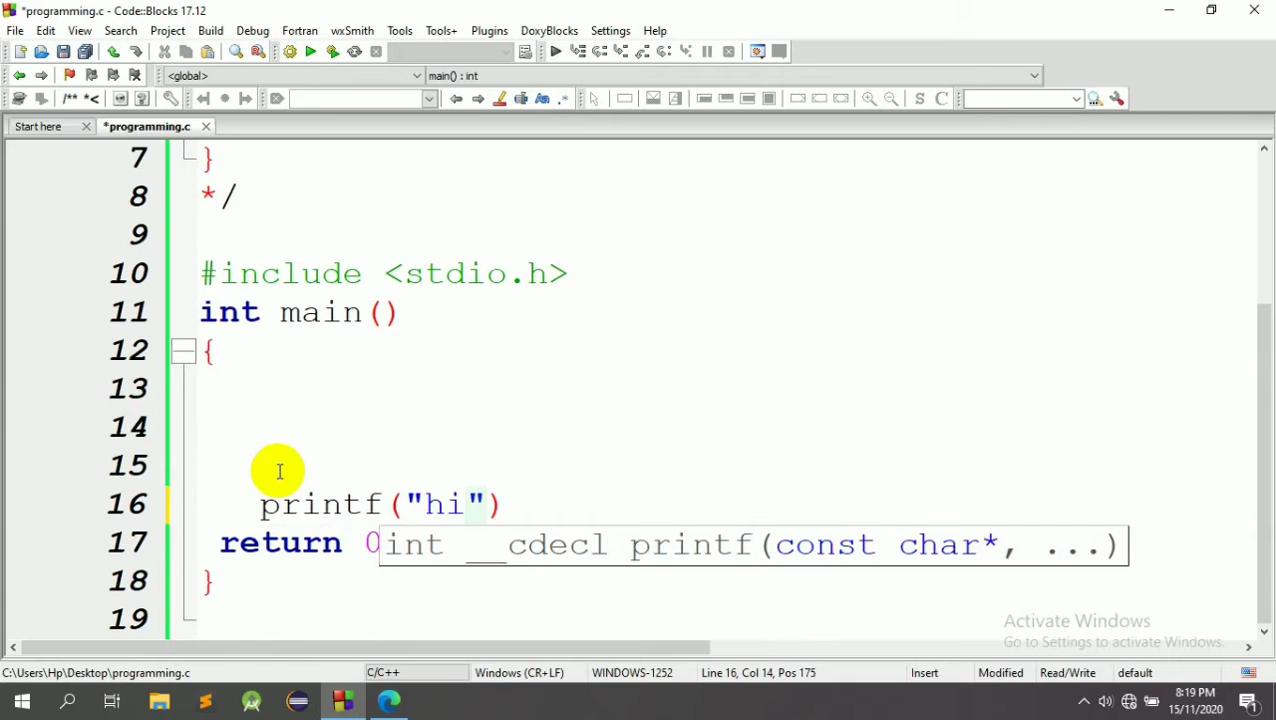 *programming.c - Code::Blocks 17.12
File Edit View Search Project Build Debug Fortran wxSmith Tools Tools+ Plugins DoxyBlocks Settings Help
<global> main() : int
/** *< .* S C
Start here *programming.c
7 }
8 */
9
10 #include <stdio.h>
11 int main()
12 {
13
14
15
16 printf("hi")
17 return 0
int __cdecl printf(const char*, ...)
18 }
19
Activate Windows
Go to Settings to activate Windows.
C:\Users\Hp\Desktop\programming.c C/C++ Windows (CR+LF) WINDOWS-1252 Line 16, Col 14, Pos 175 Insert Modified Read/Write default
8:19 PM
15/11/2020
1